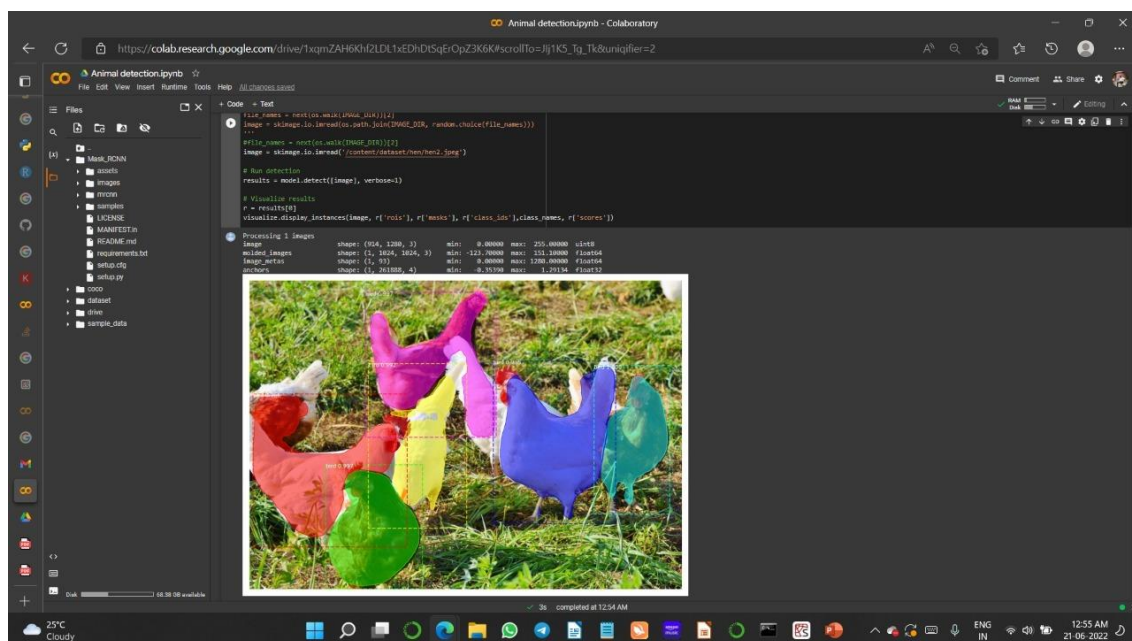 Animal detection.ipynb - Colaboratory
https://colab.research.google.com/drive/1xqmZAH6Khf2LDL1xEDhDtSqErOpZ3K6K#scrollTo=JIj1K5_Tg_Tk&uniqifier=2
Animal detection.ipynb
File Edit View Insert Runtime Tools Help All changes saved
Comment Share
Files
+ Code + Text
RAM
Disk
Editing
..
Mask_RCNN
assets
images
mrcnn
samples
LICENSE
MANIFEST.in
README.md
requirements.txt
setup.cfg
setup.py
coco
dataset
drive
sample_data
file_names = next(os.walk(IMAGE_DIR))[2]
image = skimage.io.imread(os.path.join(IMAGE_DIR, random.choice(file_names)))
'''
#file_names = next(os.walk(IMAGE_DIR))[2]
image = skimage.io.imread('/content/dataset/hen/hen2.jpeg')
# Run detection
results = model.detect([image], verbose=1)
# Visualize results
r = results[0]
visualize.display_instances(image, r['rois'], r['masks'], r['class_ids'],class_names, r['scores'])
Processing 1 images
image shape: (914, 1280, 3) min: 0.00000 max: 255.00000 uint8
molded_images shape: (1, 1024, 1024, 3) min: -123.70000 max: 151.10000 float64
image_metas shape: (1, 93) min: 0.00000 max: 1280.00000 float64
anchors shape: (1, 261888, 4) min: -0.35390 max: 1.29134 float32
bird 0.997
Disk 68.39 GB available
3s completed at 12:54 AM
25°C
Cloudy
ENG
IN
12:55 AM
21-06-2022